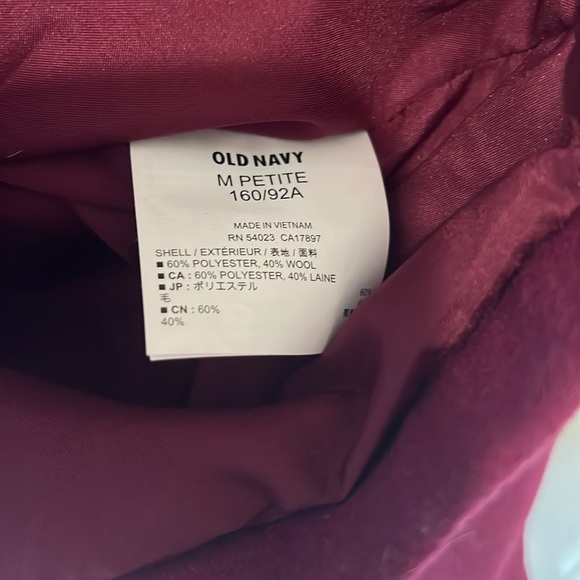 OLD NAVY
M PETITE
160/92A
MADE IN VIETNAM
RN 54023 CA17897
SHELL / EXTÉRIEUR / 表地 / 面料
■ 60% POLYESTER, 40% WOOL
■ CA : 60% POLYESTER, 40% LAINE
■ JP : ポリエステル
毛
■ CN : 60%
40%
60%